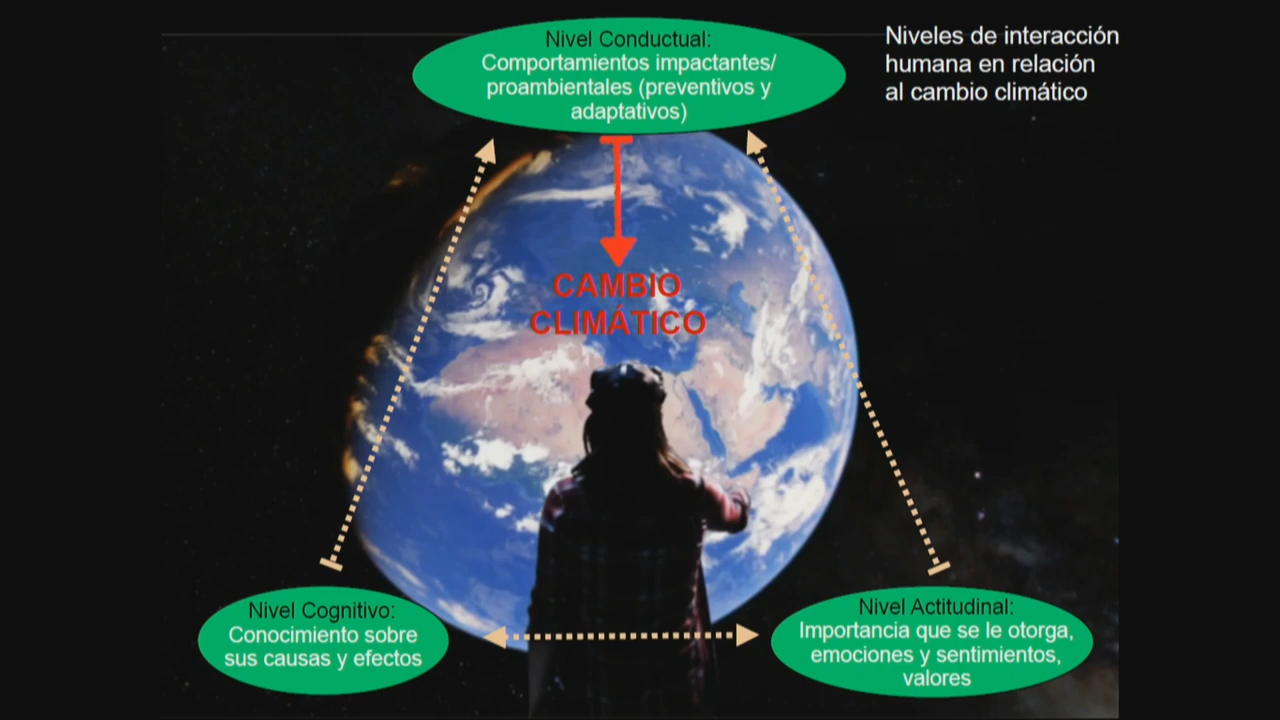 Nivel Conductual:
Comportamientos impactantes/
proambientales (preventivos y
adaptativos)
Niveles de interacción
humana en relación
al cambio climático
CAMBIO
CLIMÁTICO
Nivel Cognitivo:
Conocimiento sobre
sus causas y efectos
Nivel Actitudinal:
Importancia que se le otorga,
emociones y sentimientos,
valores